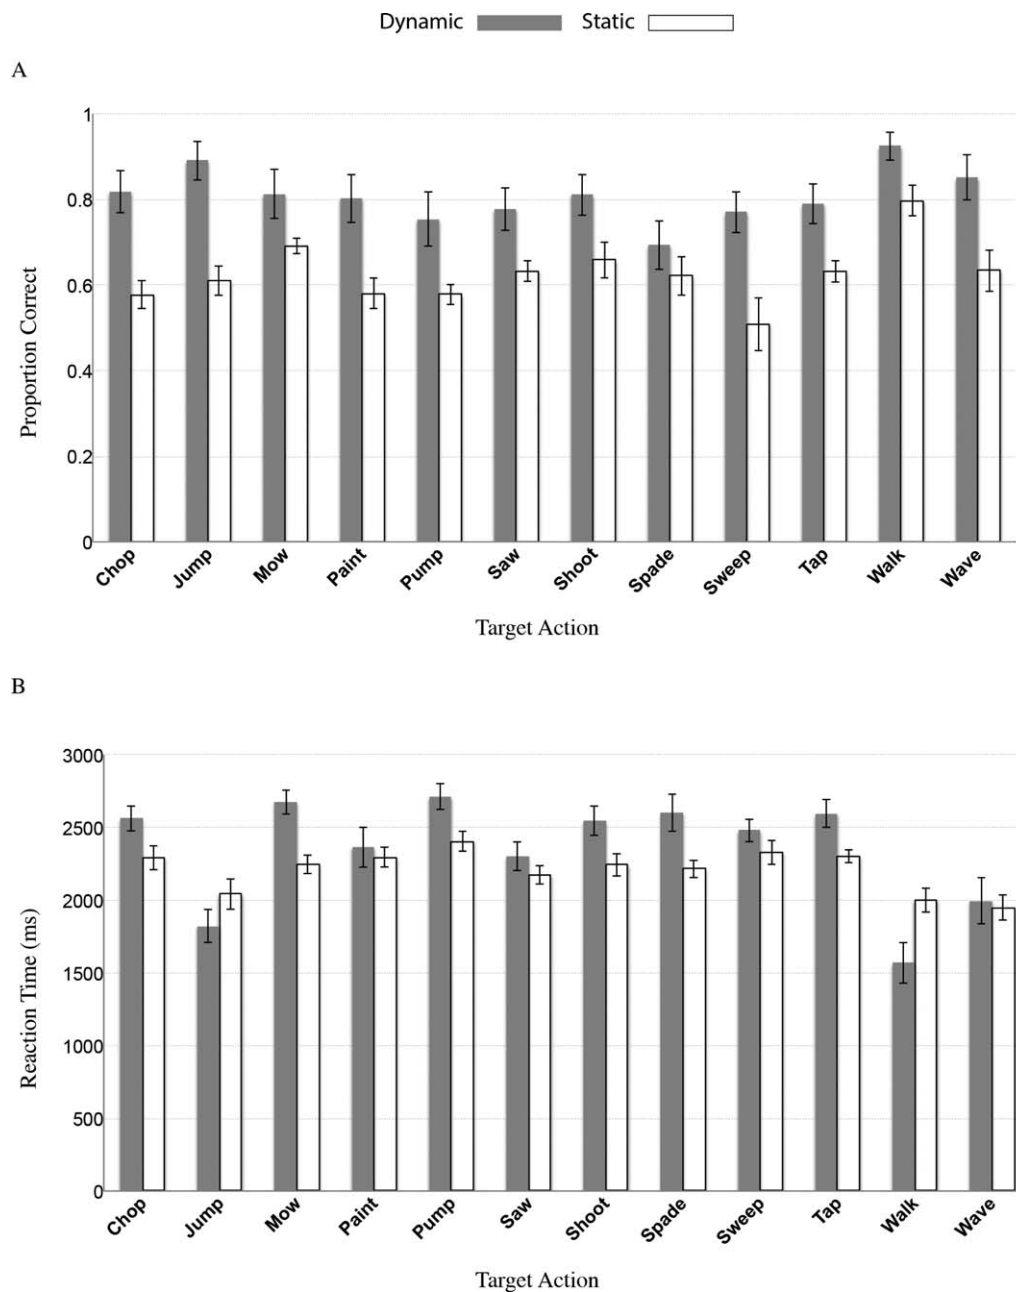 Dynamic Static
A
1
0.8
0.6
0.4
0.2
0
Proportion Correct
Chop Jump Mow Paint Pump Saw Shoot Spade Sweep Tap Walk Wave
Target Action
B
3000
2500
2000
1500
1000
500
0
Reaction Time (ms)
Chop Jump Mow Paint Pump Saw Shoot Spade Sweep Tap Walk Wave
Target Action